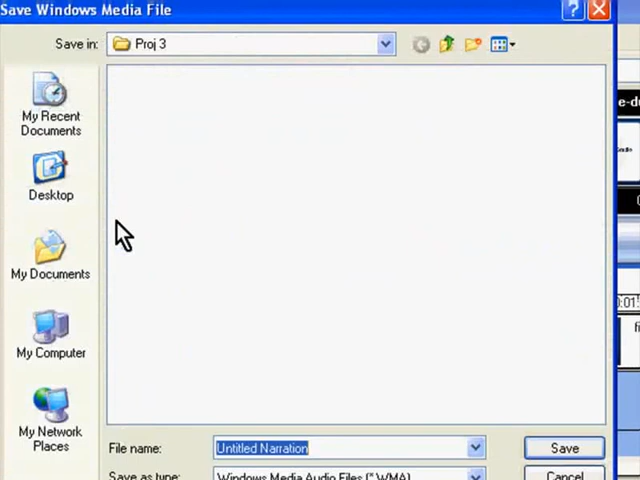 Save Windows Media File
Save in:
Proj 3
My Recent
Documents
Desktop
My Documents
My Computer
My Network
Places
File name:
Untitled Narration
Save
Save as type:
Windows Media Audio Files (*.WMA)
Cancel